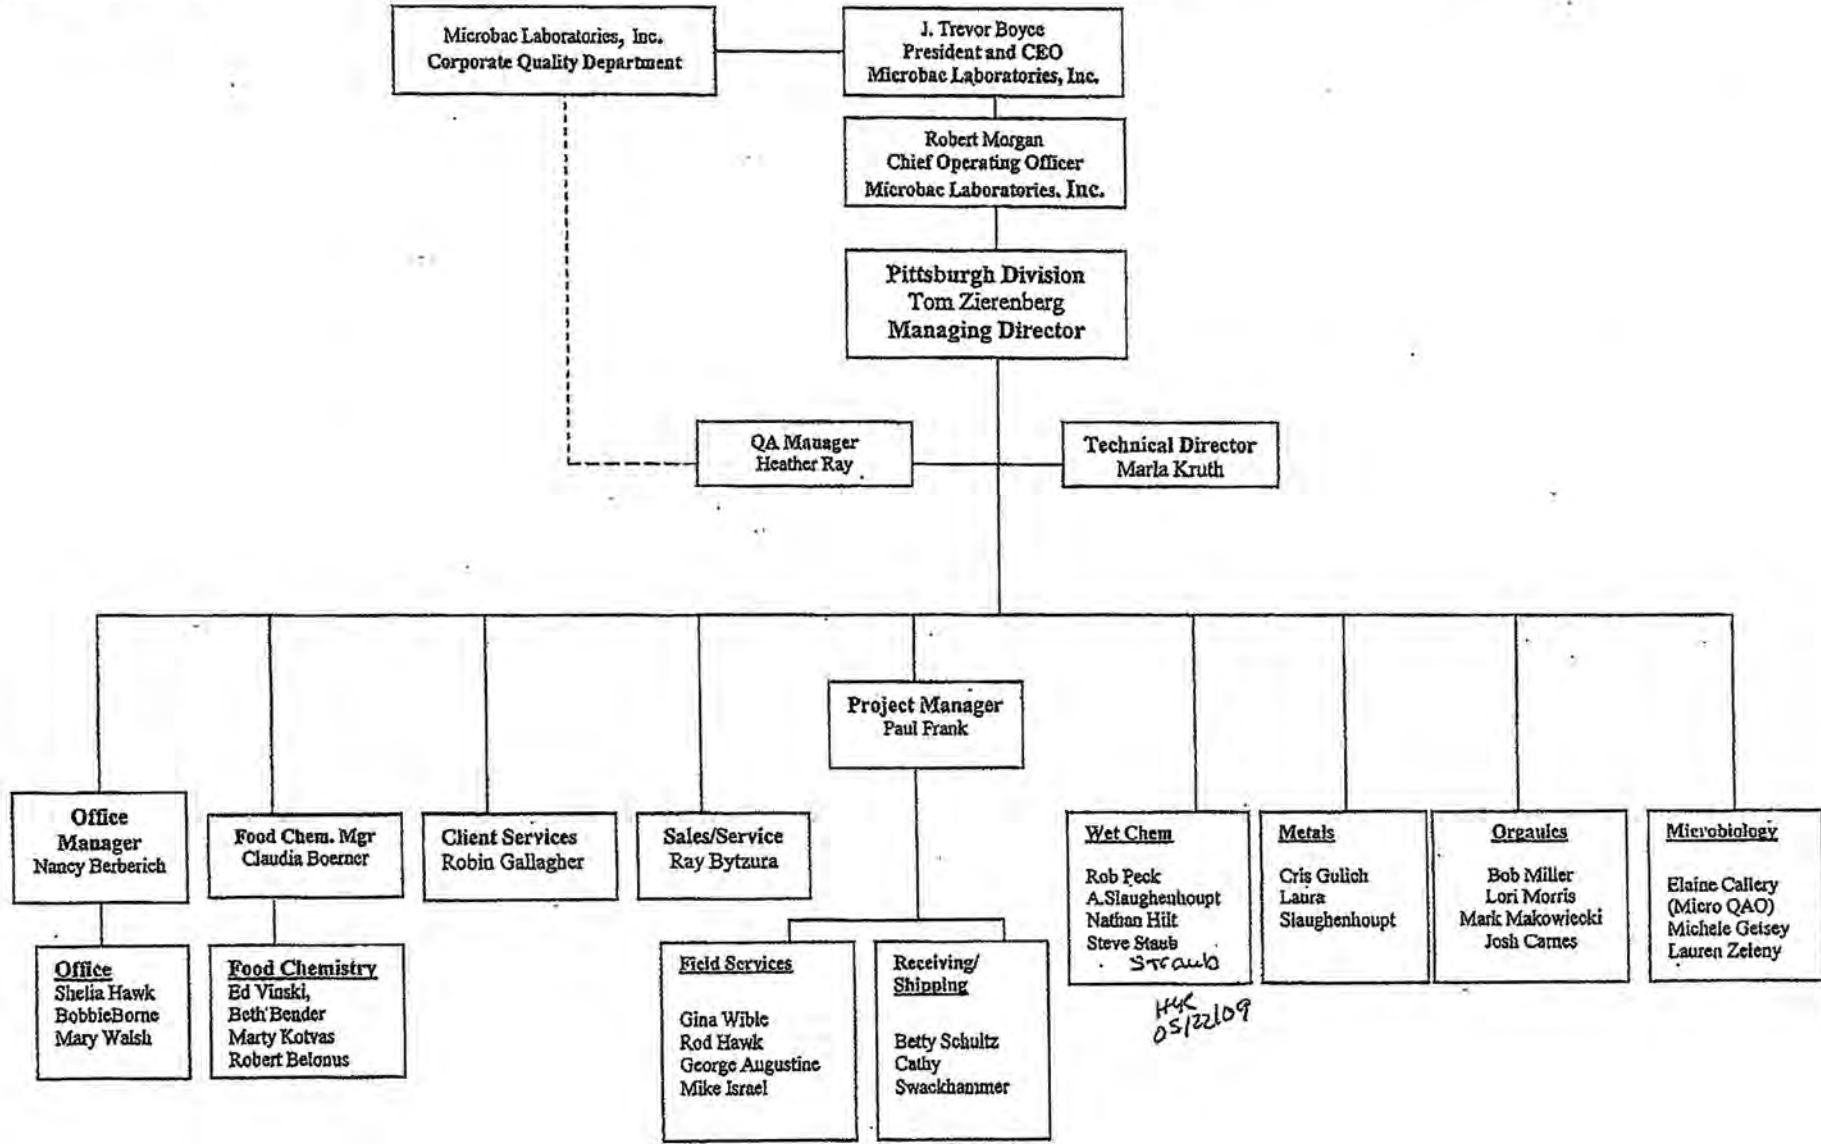 Microbac Laboratories, Inc.
Corporate Quality Department
J. Trevor Boyce
President and CEO
Microbac Laboratories, Inc.
Robert Morgan
Chief Operating Officer
Microbac Laboratories, Inc.
Pittsburgh Division
Tom Zierenberg
Managing Director
QA Manager
Heather Ray
Technical Director
Marla Kruth
Project Manager
Paul Frank
Office
Manager
Nancy Berberich
Food Chem. Mgr
Claudia Boerner
Client Services
Robin Gallagher
Sales/Service
Ray Bytzura
Wet Chem
Rob Peck
A.Slaughenhoupt
Nathan Hilt
Steve Staub
Straub
HYR
05/22/09
Metals
Cris Gulich
Laura
Slaughenhoupt
Organics
Bob Miller
Lori Morris
Mark Makowiecki
Josh Carnes
Microbiology
Elaine Callery
(Micro QAO)
Michele Geisey
Lauren Zeleny
Office
Shelia Hawk
BobbieBorne
Mary Walsh
Food Chemistry
Ed Vinski,
Beth Bender
Marty Kotvas
Robert Belonus
Field Services
Gina Wible
Rod Hawk
George Augustine
Mike Israel
Receiving/
Shipping
Betty Schultz
Cathy
Swackhammer